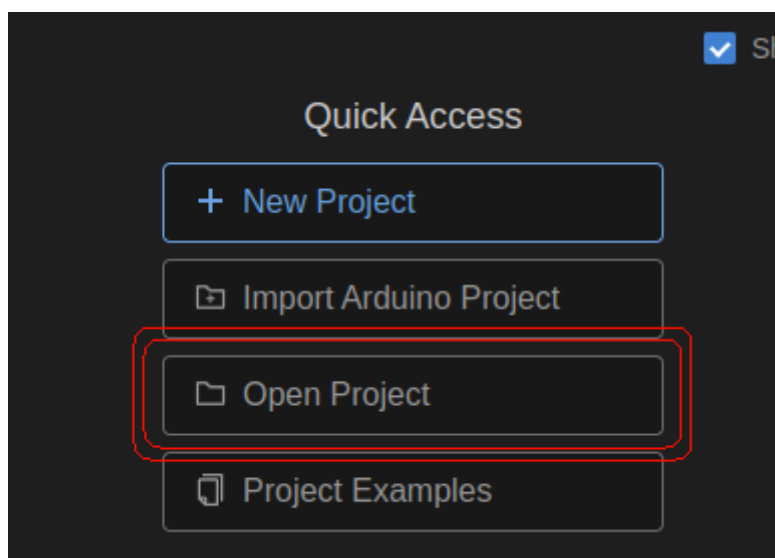 Quick Access
New Project
Import Arduino Project
Open Project
Project Examples